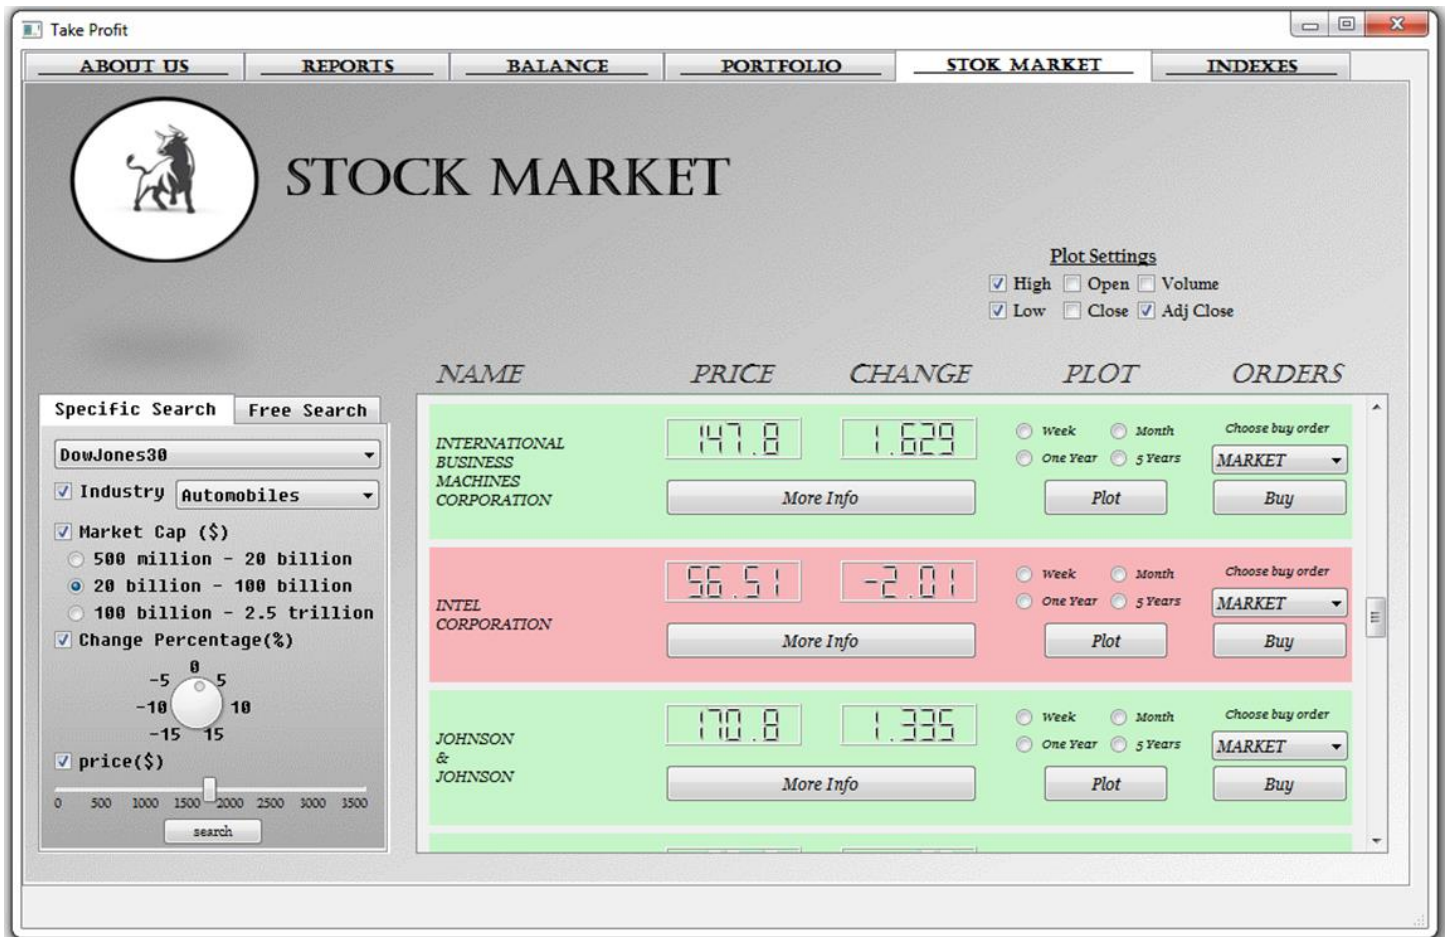 Take Profit
ABOUT US REPORTS BALANCE PORTFOLIO STOK MARKET INDEXES
STOCK MARKET
Plot Settings
High Open Volume
Low Close Adj Close
NAME PRICE CHANGE PLOT ORDERS
Specific Search Free Search
DowJones30
Industry Automobiles
Market Cap ($)
500 million - 20 billion
20 billion - 100 billion
100 billion - 2.5 trillion
Change Percentage(%)
0
-5 5
-10 10
-15 15
price($)
0 500 1000 1500 2000 2500 3000 3500
search
INTERNATIONAL
BUSINESS
MACHINES
CORPORATION
147.8 1.629
More Info
Week Month
One Year 5 Years
Plot
Choose buy order
MARKET
Buy
INTEL
CORPORATION
56.51 -2.01
More Info
Week Month
One Year 5 Years
Plot
Choose buy order
MARKET
Buy
JOHNSON
&
JOHNSON
170.8 1.335
More Info
Week Month
One Year 5 Years
Plot
Choose buy order
MARKET
Buy